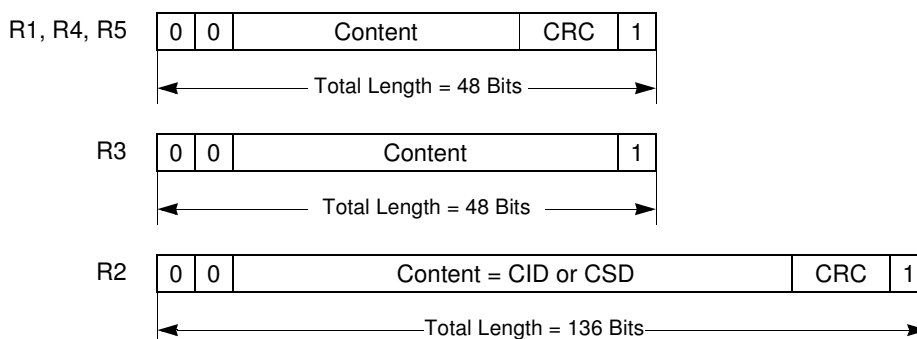 R1, R4, R5 0 0 Content CRC 1
Total Length = 48 Bits
R3 0 0 Content 1
Total Length = 48 Bits
R2 0 0 Content = CID or CSD CRC 1
Total Length = 136 Bits